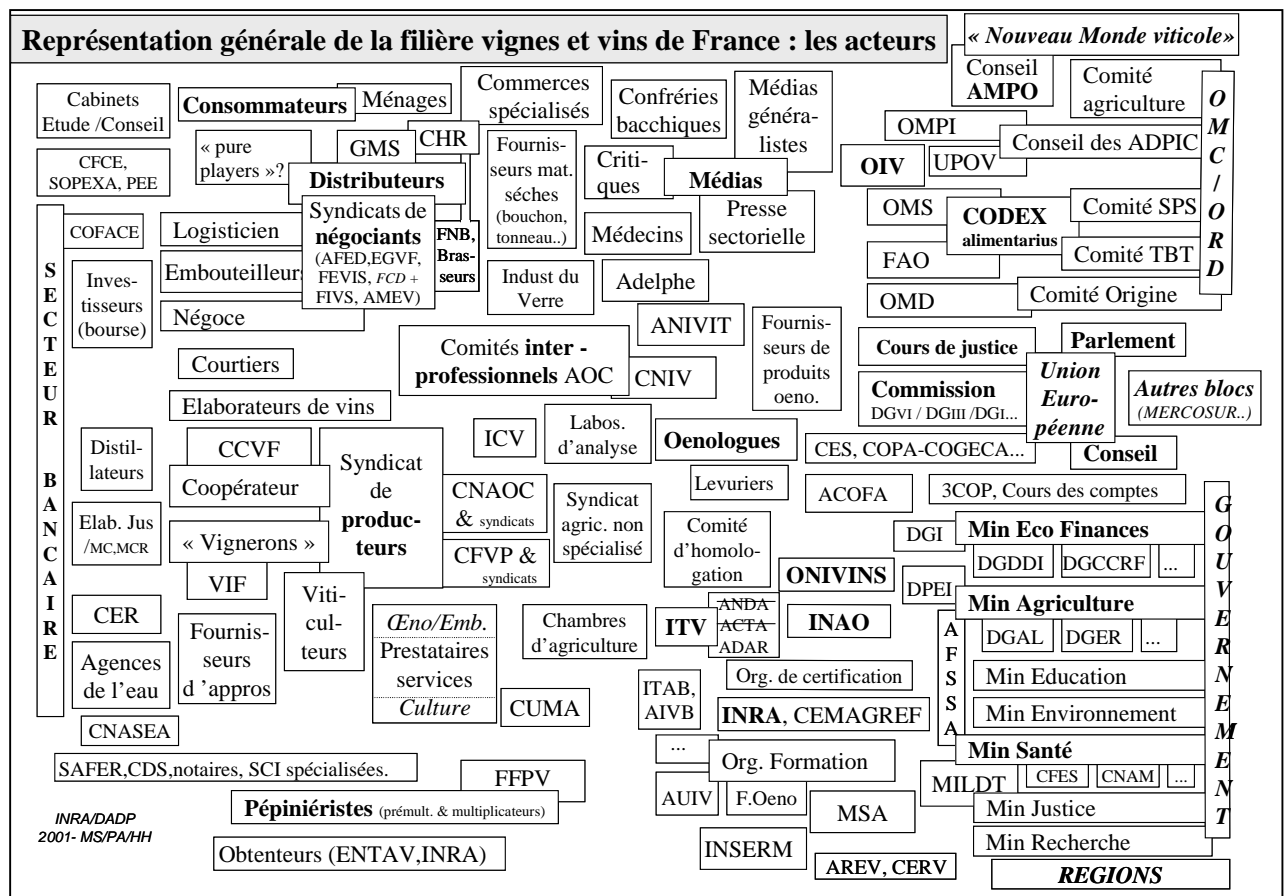 Représentation générale de la filière vignes et vins de France : les acteurs
« Nouveau Monde viticole»
Cabinets
Etude /Conseil
Consommateurs
Ménages
Commerces
spécialisés
Confréries
bacchiques
Médias
généra-
listes
Conseil
AMPO
Comité
agriculture
OMC/ORD
CFCE,
SOPEXA, PEE
« pure
players »?
GMS
CHR
Fournis-
seurs mat.
séches
(bouchon,
tonneau..)
Criti-
ques
OMPI
Conseil des ADPIC
OIV
UPOV
Distributeurs
Médias
Presse
sectorielle
OMS
CODEX
alimentarius
Comité SPS
SECTEUR BANCAIRE
COFACE
Logisticien
Syndicats de
négociants
(AFED,EGVF,
FEVIS, FCD +
FIVS, AMEV)
FNB,
Bras-
seurs
Médecins
FAO
Comité TBT
Inves-
tisseurs
(bourse)
Embouteilleurs
Indust du
Verre
Adelphe
OMD
Comité Origine
Négoce
ANIVIT
Fournis-
seurs de
produits
oeno.
Courtiers
Comités inter -
professionnels AOC
CNIV
Cours de justice
Parlement
Union
Euro-
péenne
Commission
DGVI / DGIII /DGI...
Autres blocs
(MERCOSUR..)
Elaborateurs de vins
ICV
Labos.
d'analyse
Oenologues
CES, COPA-COGECA...
Conseil
Distil-
lateurs
CCVF
Syndicat
de
produc-
teurs
Coopérateur
CNAOC
& syndicats
Syndicat
agric. non
spécialisé
Levuriers
ACOFA
3COP, Cours des comptes
GOUVERNEMENT
Elab. Jus
/MC,MCR
« Vignerons »
CFVP &
syndicats
Comité
d'homolo-
gation
DGI
Min Eco Finances
DGDDI
DGCCRF
...
VIF
Viti-
cul-
teurs
ONIVINS
DPEI
CER
Fournis-
seurs
d 'appros
Œno/Emb.
Prestataires
services
Culture
Chambres
d'agriculture
ITV
ANDA
ACTA
ADAR
INAO
Min Agriculture
AFSSA
DGAL
DGER
...
Agences
de l'eau
Org. de certification
Min Education
ITAB,
AIVB
CUMA
INRA, CEMAGREF
Min Environnement
CNASEA
...
Org. Formation
Min Santé
SAFER,CDS,notaires, SCI spécialisées.
FFPV
MILDT
CFES
CNAM
...
Pépiniéristes (prémult. & multiplicateurs)
AUIV
F.Oeno
MSA
Min Justice
INRA/DADP
2001- MS/PA/HH
Obtenteurs (ENTAV,INRA)
INSERM
Min Recherche
AREV, CERV
REGIONS